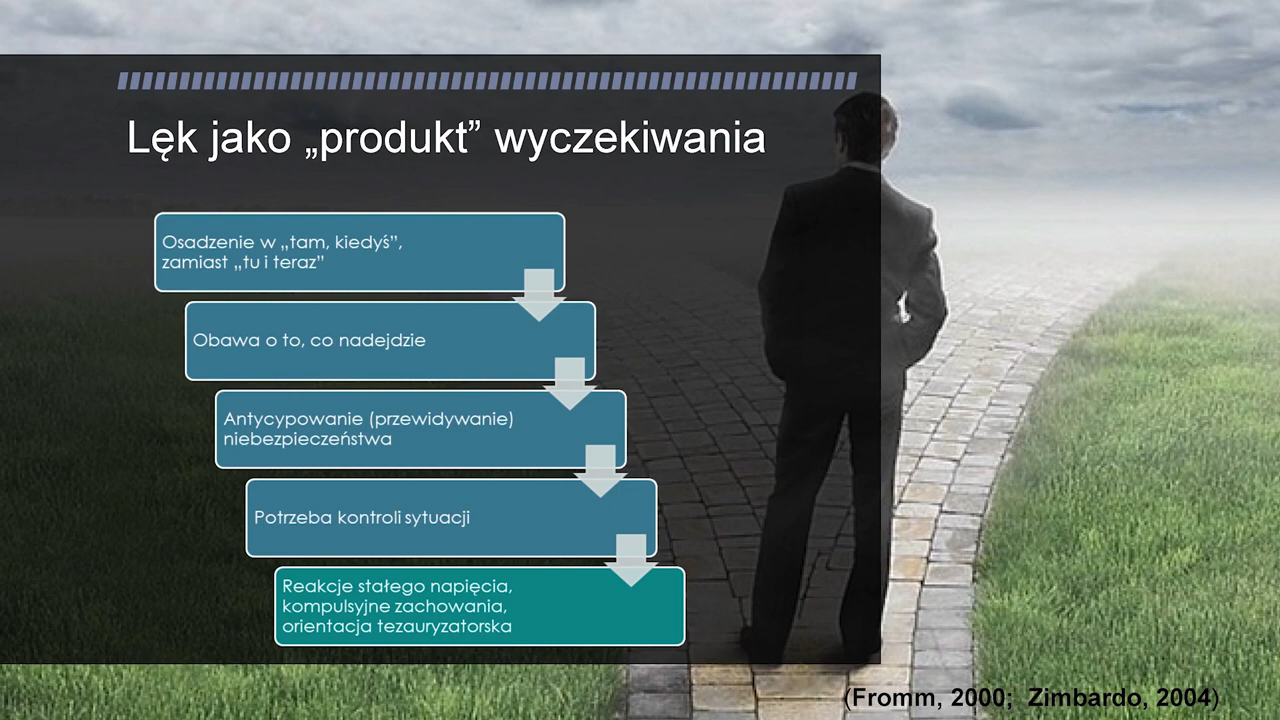 Lęk jako „produkt” wyczekiwania
Osadzenie w „tam, kiedyś”,
zamiast „tu i teraz”
Obawa o to, co nadejdzie
Antycypowanie (przewidywanie)
niebezpieczeństwa
Potrzeba kontroli sytuacji
Reakcje stałego napięcia,
kompulsyjne zachowania,
orientacja tezauryzatorska
(Fromm, 2000; Zimbardo, 2004)